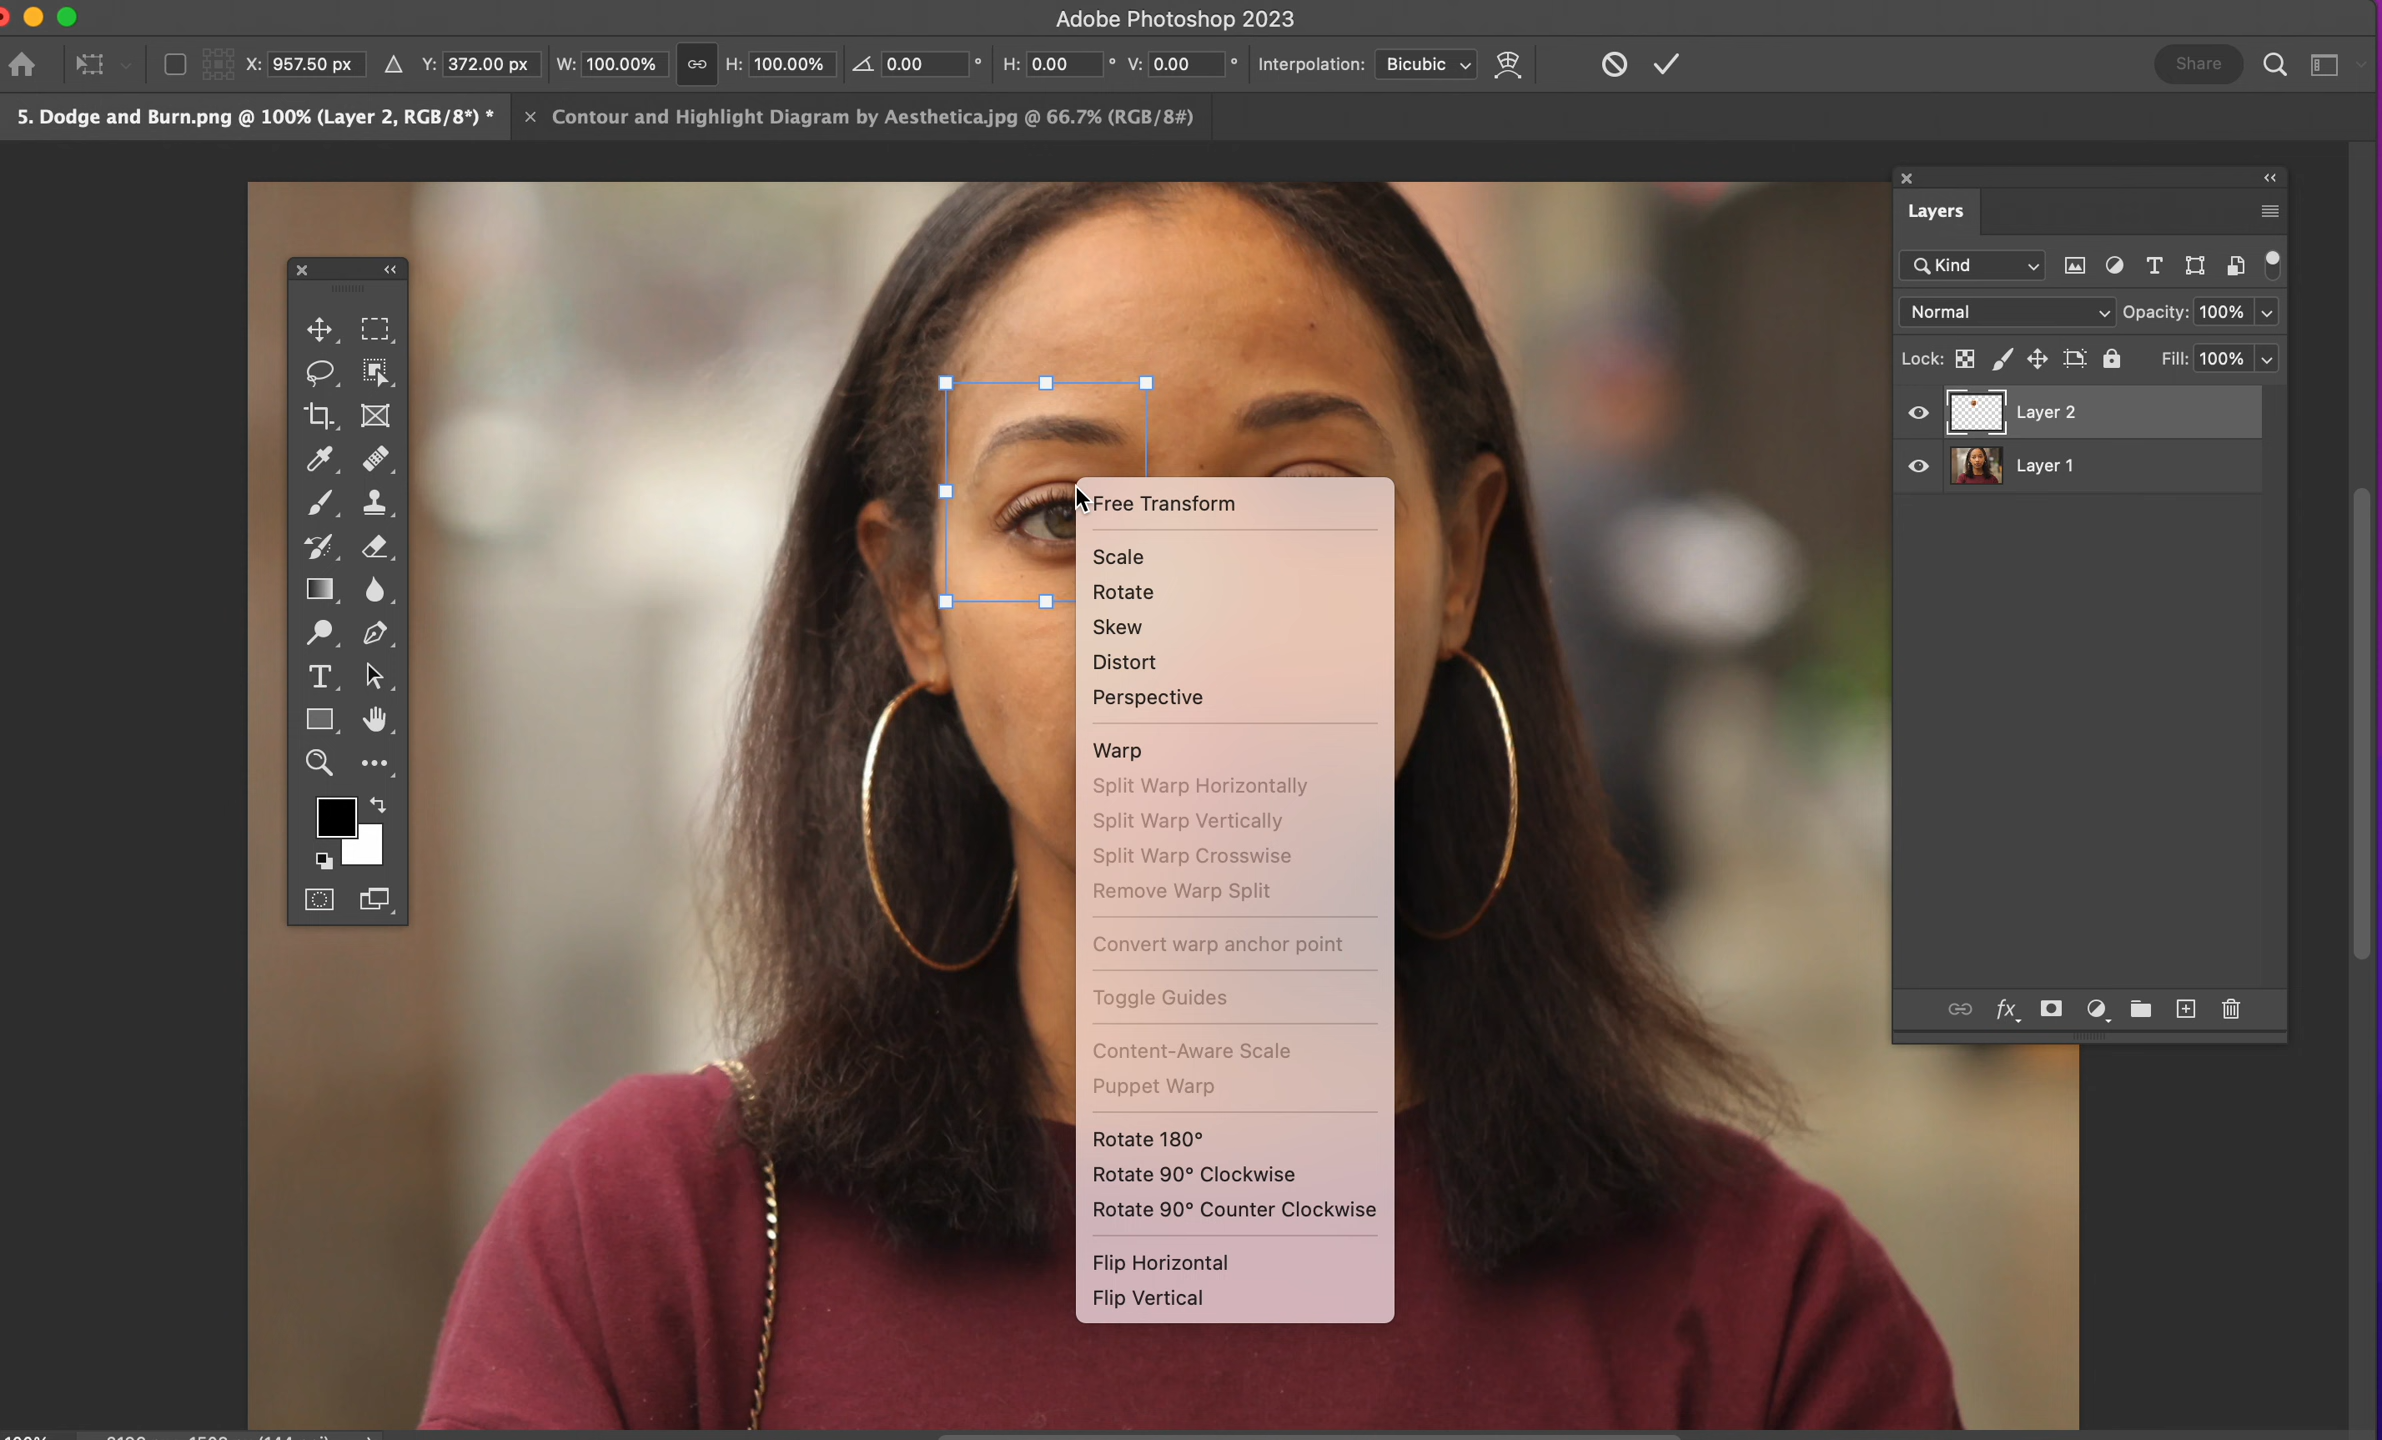 Adobe Photoshop 2023
X: 957.50 px Y: 372.00 px W: 100.00% H: 100.00% 0.00 ° H: 0.00 ° V: 0.00 ° Interpolation: Bicubic Share
5. Dodge and Burn.png @ 100% (Layer 2, RGB/8*) * Contour and Highlight Diagram by Aesthetica.jpg @ 66.7% (RGB/8#)
Layers
Kind
Normal Opacity: 100%
Lock: Fill: 100%
Layer 2
Layer 1
Free Transform
Scale
Rotate
Skew
Distort
Perspective
Warp
Split Warp Horizontally
Split Warp Vertically
Split Warp Crosswise
Remove Warp Split
Convert warp anchor point
Toggle Guides
Content-Aware Scale
Puppet Warp
Rotate 180°
Rotate 90° Clockwise
Rotate 90° Counter Clockwise
Flip Horizontal
Flip Vertical